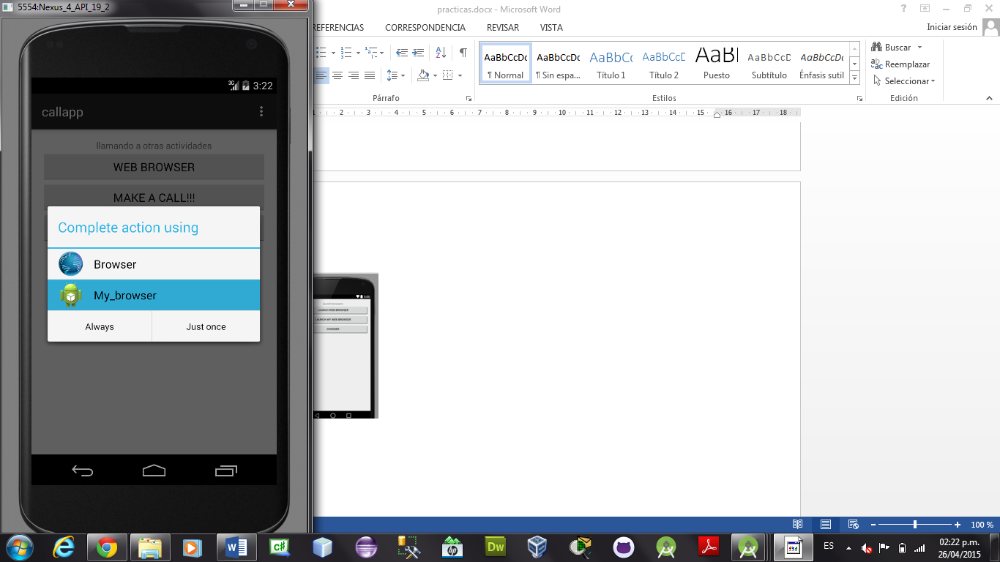 5554:Nexus_4_API_19_2
practicas.docx - Microsoft Word
REFERENCIAS CORRESPONDENCIA REVISAR VISTA
Iniciar sesión
AaBbCcDc AaBbCcDc AaBbCc AaBbCcD AaBl AaBbCcD AaBbCcDc
¶ Normal ¶ Sin espa... Título 1 Título 2 Puesto Subtítulo Énfasis sutil
Buscar
Reemplazar
Seleccionar
Párrafo Estilos Edición
1 2 3 4 5 6 7 8 9 10 11 12 13 14 15 16 17 18
3G 3:22
callapp
llamando a otras actividades
WEB BROWSER
MAKE A CALL!!!
Complete action using
Browser
My_browser
Always Just once
LAUNCH WEB BROWSER
LAUNCH MY WEB BROWSER
CHOOSER
100 %
ES
02:22 p.m.
26/04/2015